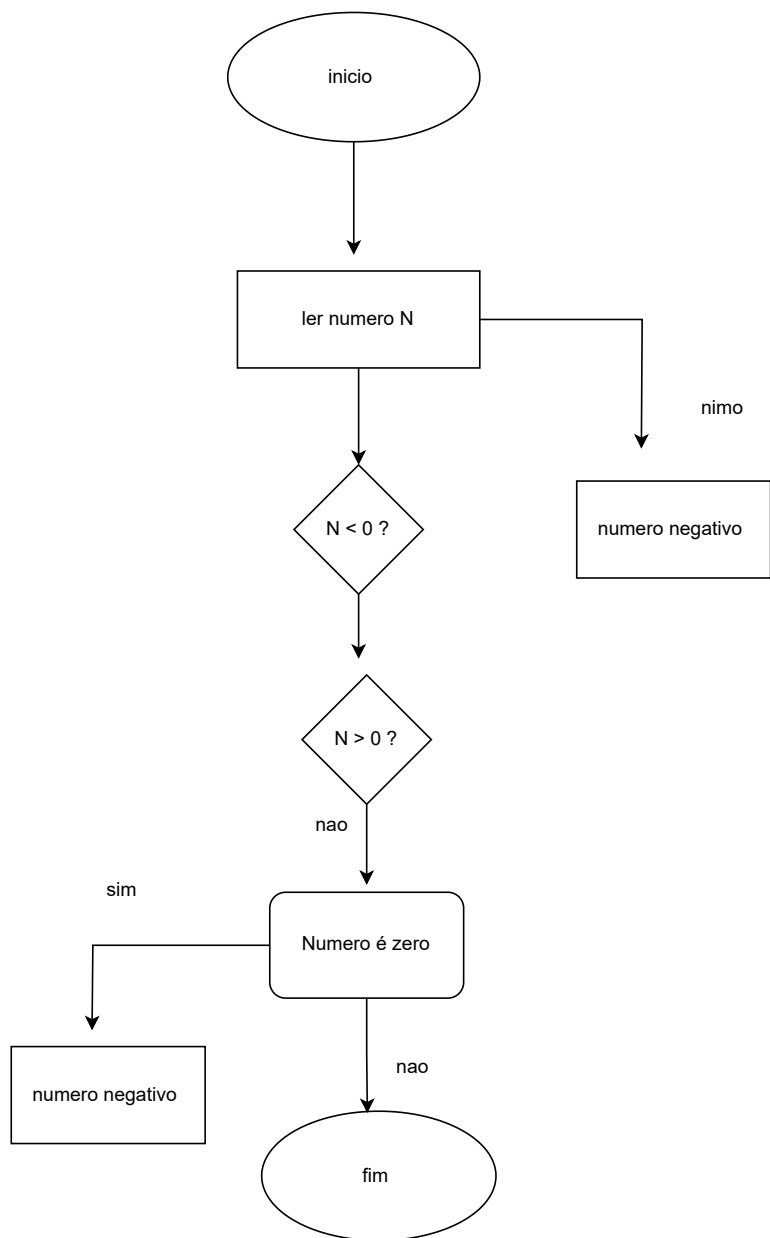 inicio
ler numero N
nimo
N < 0 ?
numero negativo
N > 0 ?
nao
sim
Numero é zero
nao
numero negativo
fim